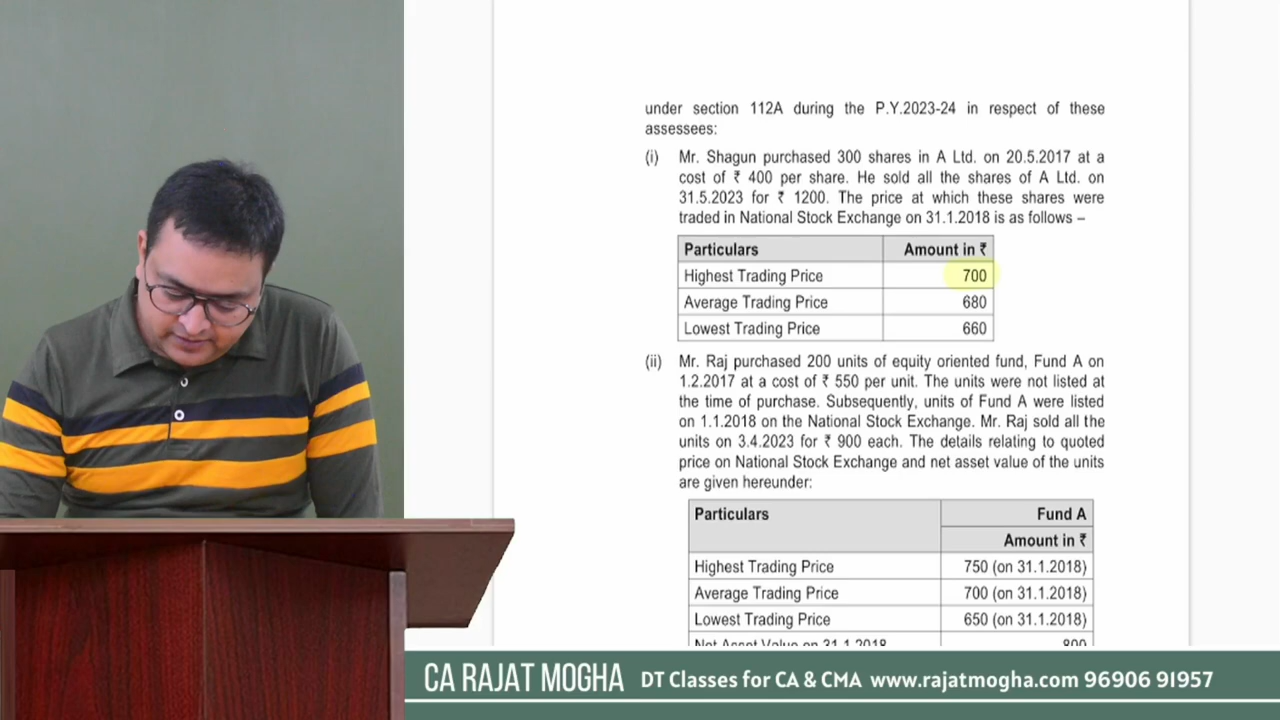 under section 112A during the P.Y.2023-24 in respect of these
assessees:
(i) Mr. Shagun purchased 300 shares in A Ltd. on 20.5.2017 at a
cost of ₹ 400 per share. He sold all the shares of A Ltd. on
31.5.2023 for ₹ 1200. The price at which these shares were
traded in National Stock Exchange on 31.1.2018 is as follows –
Particulars Amount in ₹
Highest Trading Price 700
Average Trading Price 680
Lowest Trading Price 660
(ii) Mr. Raj purchased 200 units of equity oriented fund, Fund A on
1.2.2017 at a cost of ₹ 550 per unit. The units were not listed at
the time of purchase. Subsequently, units of Fund A were listed
on 1.1.2018 on the National Stock Exchange. Mr. Raj sold all the
units on 3.4.2023 for ₹ 900 each. The details relating to quoted
price on National Stock Exchange and net asset value of the units
are given hereunder:
Particulars Fund A
Amount in ₹
Highest Trading Price 750 (on 31.1.2018)
Average Trading Price 700 (on 31.1.2018)
Lowest Trading Price 650 (on 31.1.2018)
Net Asset Value on 31.1.2018 800
CA RAJAT MOGHA DT Classes for CA & CMA www.rajatmogha.com 96906 91957